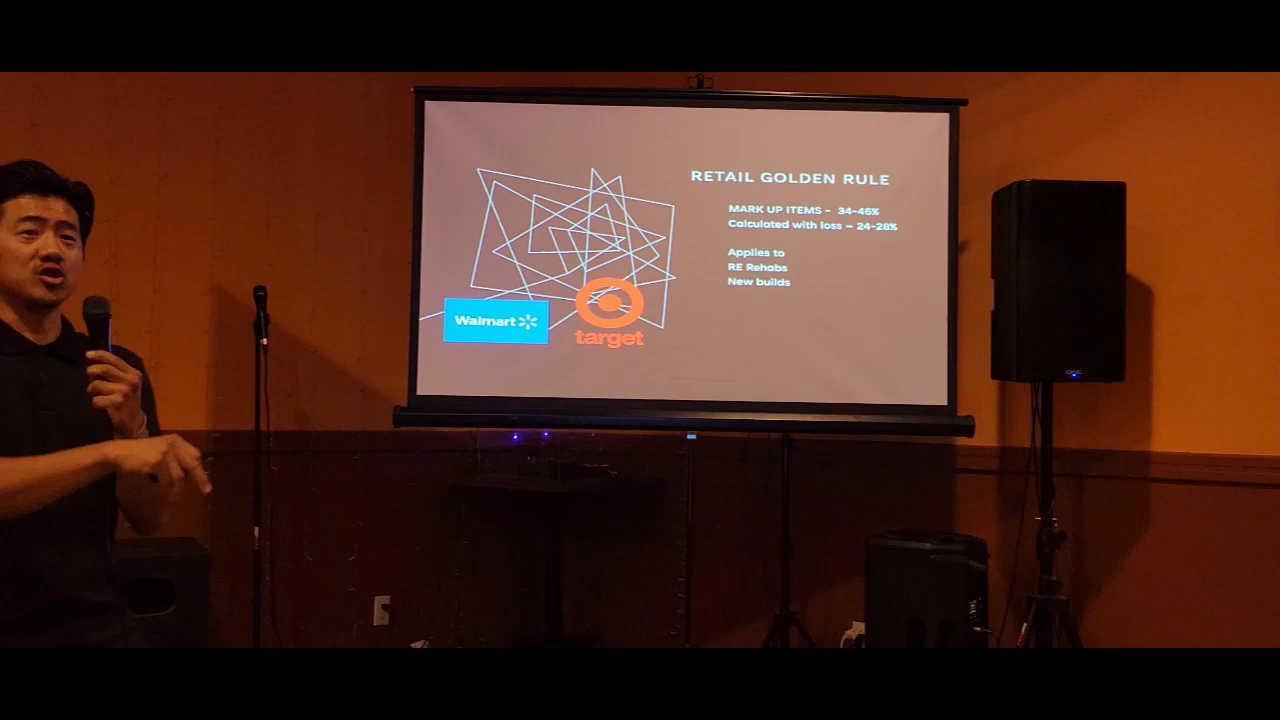 RETAIL GOLDEN RULE
MARK UP ITEMS - 34-46%
Calculated with loss – 24-28%
Applies to
RE Rehabs
New builds
Walmart
target
QSC